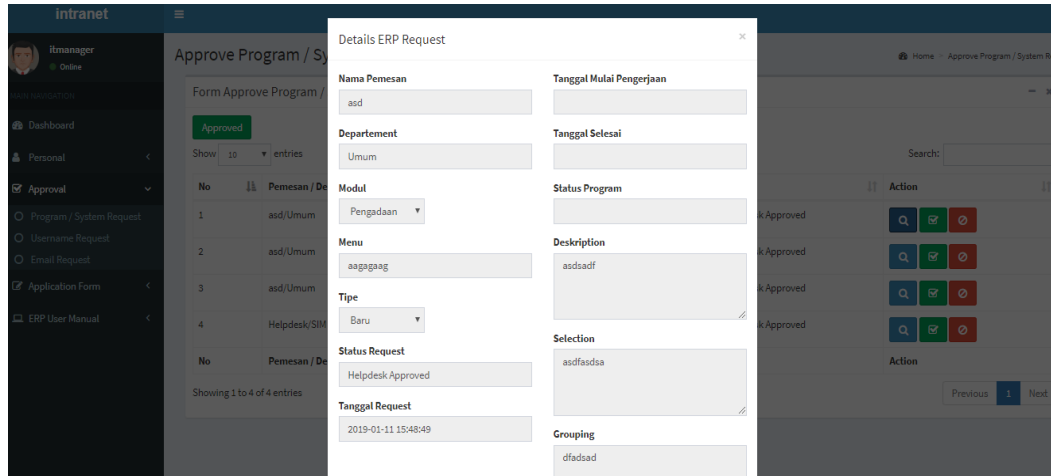 intranet
itmanager
Online
MAIN NAVIGATION
Dashboard
Personal
Approval
Program / System Request
Username Request
Email Request
Application Form
ERP User Manual
Approve Program / Sy
Home > Approve Program / System R
Form Approve Program /
Approved
Show 10 entries
Search:
No Pemesan / De Action
1 asd/Umum k Approved
2 asd/Umum k Approved
3 asd/Umum k Approved
4 Helpdesk/SIM k Approved
No Pemesan / De Action
Showing 1 to 4 of 4 entries
Previous 1 Next
Details ERP Request ×
Nama Pemesan
asd
Departement
Umum
Modul
Pengadaan
Menu
aagagaag
Tipe
Baru
Status Request
Helpdesk Approved
Tanggal Request
2019-01-11 15:48:49
Tanggal Mulai Pengerjaan
Tanggal Selesai
Status Program
Deskription
asdsadf
Selection
asdfasdsa
Grouping
dfadsad